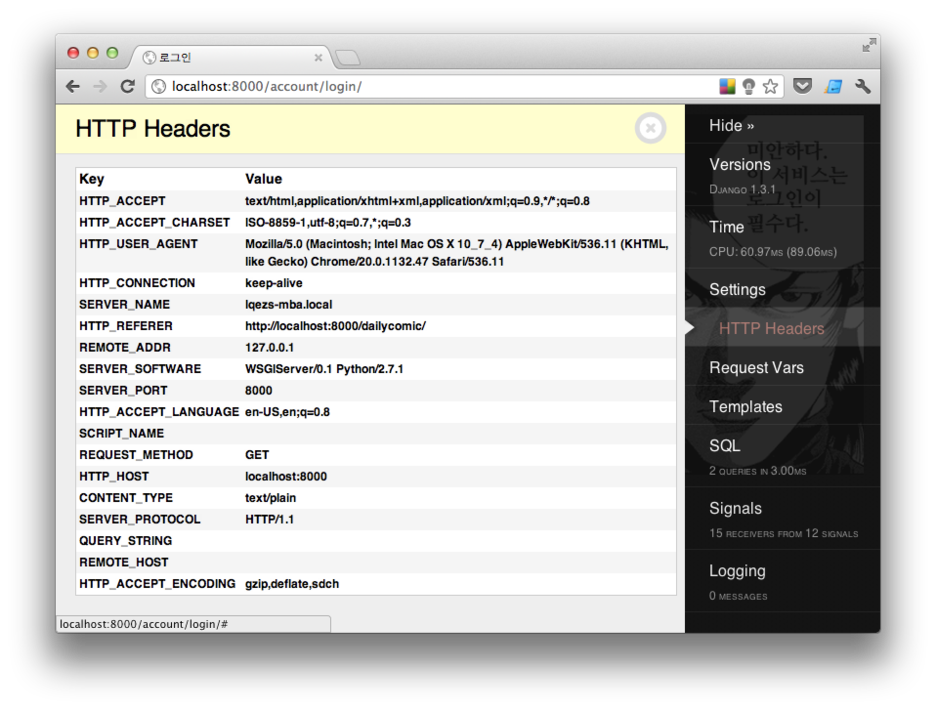 로그인
localhost:8000/account/login/
HTTP Headers
Key Value
HTTP_ACCEPT text/html,application/xhtml+xml,application/xml;q=0.9,*/*;q=0.8
HTTP_ACCEPT_CHARSET ISO-8859-1,utf-8;q=0.7,*;q=0.3
HTTP_USER_AGENT Mozilla/5.0 (Macintosh; Intel Mac OS X 10_7_4) AppleWebKit/536.11 (KHTML,
like Gecko) Chrome/20.0.1132.47 Safari/536.11
HTTP_CONNECTION keep-alive
SERVER_NAME lqezs-mba.local
HTTP_REFERER http://localhost:8000/dailycomic/
REMOTE_ADDR 127.0.0.1
SERVER_SOFTWARE WSGIServer/0.1 Python/2.7.1
SERVER_PORT 8000
HTTP_ACCEPT_LANGUAGE en-US,en;q=0.8
SCRIPT_NAME
REQUEST_METHOD GET
HTTP_HOST localhost:8000
CONTENT_TYPE text/plain
SERVER_PROTOCOL HTTP/1.1
QUERY_STRING
REMOTE_HOST
HTTP_ACCEPT_ENCODING gzip,deflate,sdch
localhost:8000/account/login/#
Hide »
Versions
Django 1.3.1
Time
CPU: 60.97ms (89.06ms)
Settings
HTTP Headers
Request Vars
Templates
SQL
2 queries in 3.00ms
Signals
15 receivers from 12 signals
Logging
0 messages
미안하다.
이 서비스는
로그인이
필수다.